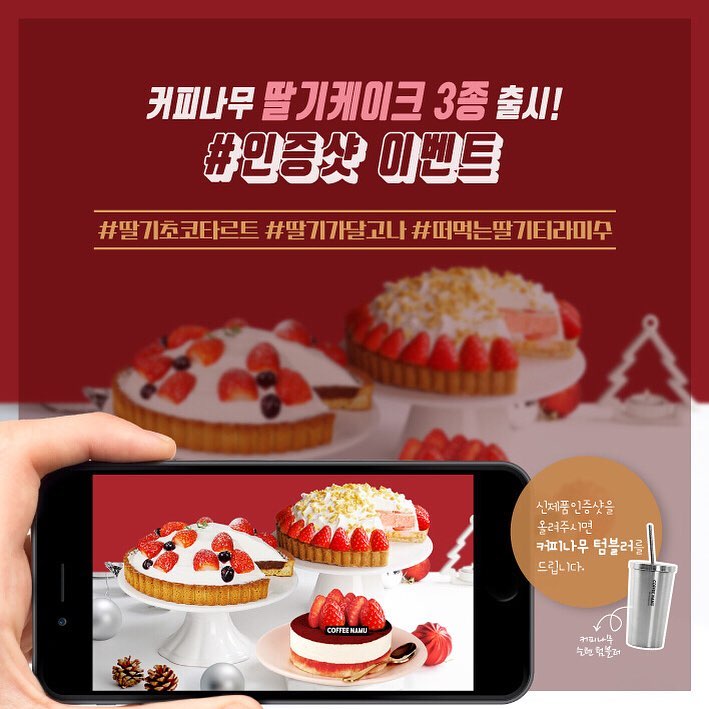 커피나무 딸기케이크 3종 출시!
#인증샷 이벤트
#딸기초코타르트 #딸기가달고나 #떠먹는딸기티라미수
신제품인증샷을
올려주시면
커피나무 텀블러를
드립니다.
COFFEE NAMU
COFFEE NAMU
커피나무
스텐 텀블러